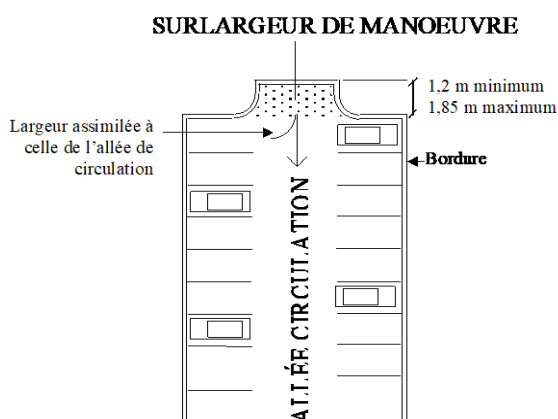 SURLARGEUR DE MANOEUVRE
1,2 m minimum
1,85 m maximum
Largeur assimilée à
celle de l'allée de
circulation
Bordure
ALLÉE CIRCULATION